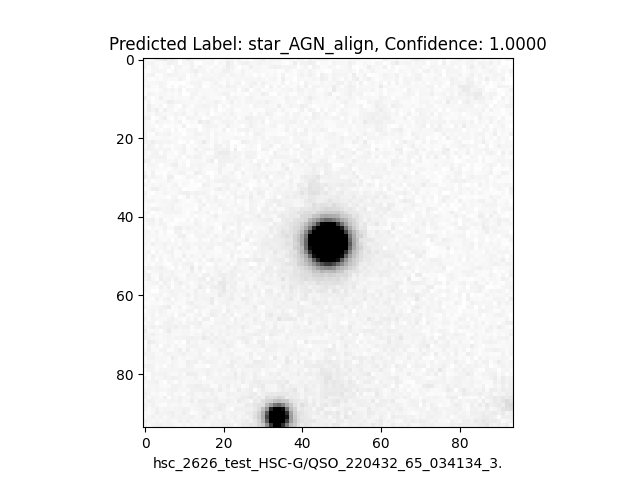 Predicted Label: star_AGN_align, Confidence: 1.0000
0
20
40
60
80
0 20 40 60 80
hsc_2626_test_HSC-G/QSO_220432_65_034134_3.